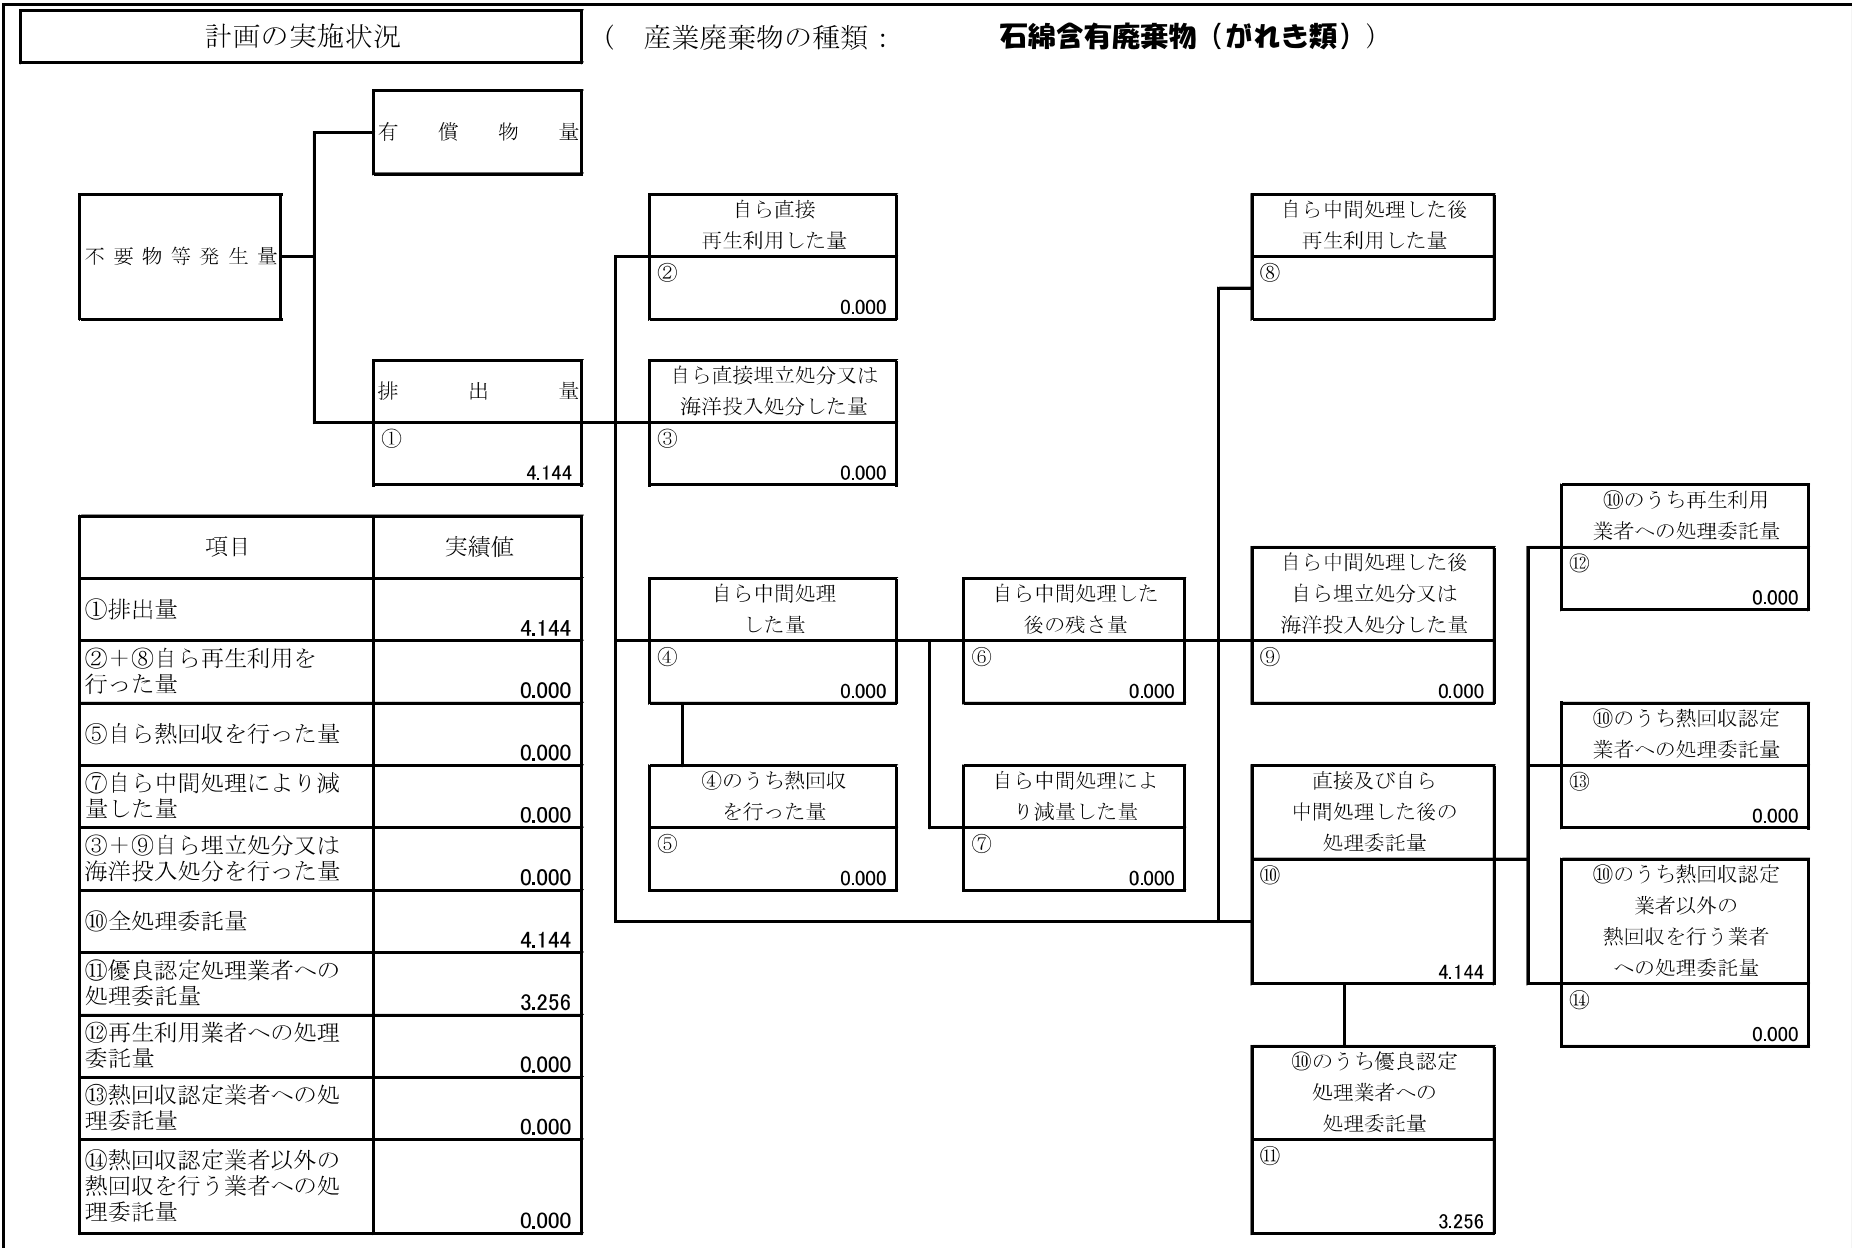 計画の実施状況
( 産業廃棄物の種類: 石綿含有廃棄物(がれき類))
有償物量
不要物等発生量
自ら直接
再生利用した量
②
0.000
自ら中間処理した後
再生利用した量
⑧
排出量
①
4.144
自ら直接埋立処分又は
海洋投入処分した量
③
0.000
項目 実績値
①排出量
4.144
②+⑧自ら再生利用を
行った量
0.000
⑤自ら熱回収を行った量
0.000
⑦自ら中間処理により減
量した量
0.000
③+⑨自ら埋立処分又は
海洋投入処分を行った量
0.000
⑩全処理委託量
4.144
⑪優良認定処理業者への
処理委託量
3.256
⑫再生利用業者への処理
委託量
0.000
⑬熱回収認定業者への処
理委託量
0.000
⑭熱回収認定業者以外の
熱回収を行う業者への処
理委託量
0.000
自ら中間処理
した量
④
0.000
④のうち熱回収
を行った量
⑤
0.000
自ら中間処理した
後の残さ量
⑥
0.000
自ら中間処理によ
り減量した量
⑦
0.000
自ら中間処理した後
自ら埋立処分又は
海洋投入処分した量
⑨
0.000
直接及び自ら
中間処理した後の
処理委託量
⑩
4.144
⑩のうち優良認定
処理業者への
処理委託量
⑪
3.256
⑩のうち再生利用
業者への処理委託量
⑫
0.000
⑩のうち熱回収認定
業者への処理委託量
⑬
0.000
⑩のうち熱回収認定
業者以外の
熱回収を行う業者
への処理委託量
⑭
0.000